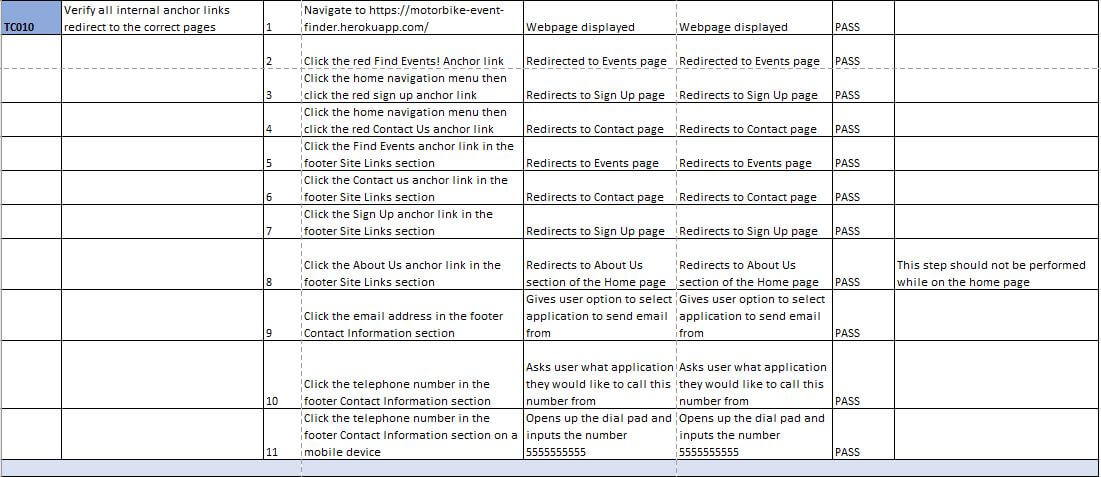 TC010
Verify all internal anchor links
redirect to the correct pages
1
Navigate to https://motorbike-event-
finder.herokuapp.com/
Webpage displayed
Webpage displayed
PASS
2
Click the red Find Events! Anchor link
Redirected to Events page
Redirected to Events page
PASS
3
Click the home navigation menu then
click the red sign up anchor link
Redirects to Sign Up page
Redirects to Sign Up page
PASS
4
Click the home navigation menu then
click the red Contact Us anchor link
Redirects to Contact page
Redirects to Contact page
PASS
5
Click the Find Events anchor link in the
footer Site Links section
Redirects to Events page
Redirects to Events page
PASS
6
Click the Contact us anchor link in the
footer Site Links section
Redirects to Contact page
Redirects to Contact page
PASS
7
Click the Sign Up anchor link in the
footer Site Links section
Redirects to Sign Up page
Redirects to Sign Up page
PASS
8
Click the About Us anchor link in the
footer Site Links section
Redirects to About Us
section of the Home page
Redirects to About Us
section of the Home page
PASS
This step should not be performed
while on the home page
9
Click the email address in the footer
Contact Information section
Gives user option to select
application to send email
from
Gives user option to select
application to send email
from
PASS
10
Click the telephone number in the
footer Contact Information section
Asks user what application
they would like to call this
number from
Asks user what application
they would like to call this
number from
PASS
11
Click the telephone number in the
footer Contact Information section on a
mobile device
Opens up the dial pad and
inputs the number
5555555555
Opens up the dial pad and
inputs the number
5555555555
PASS